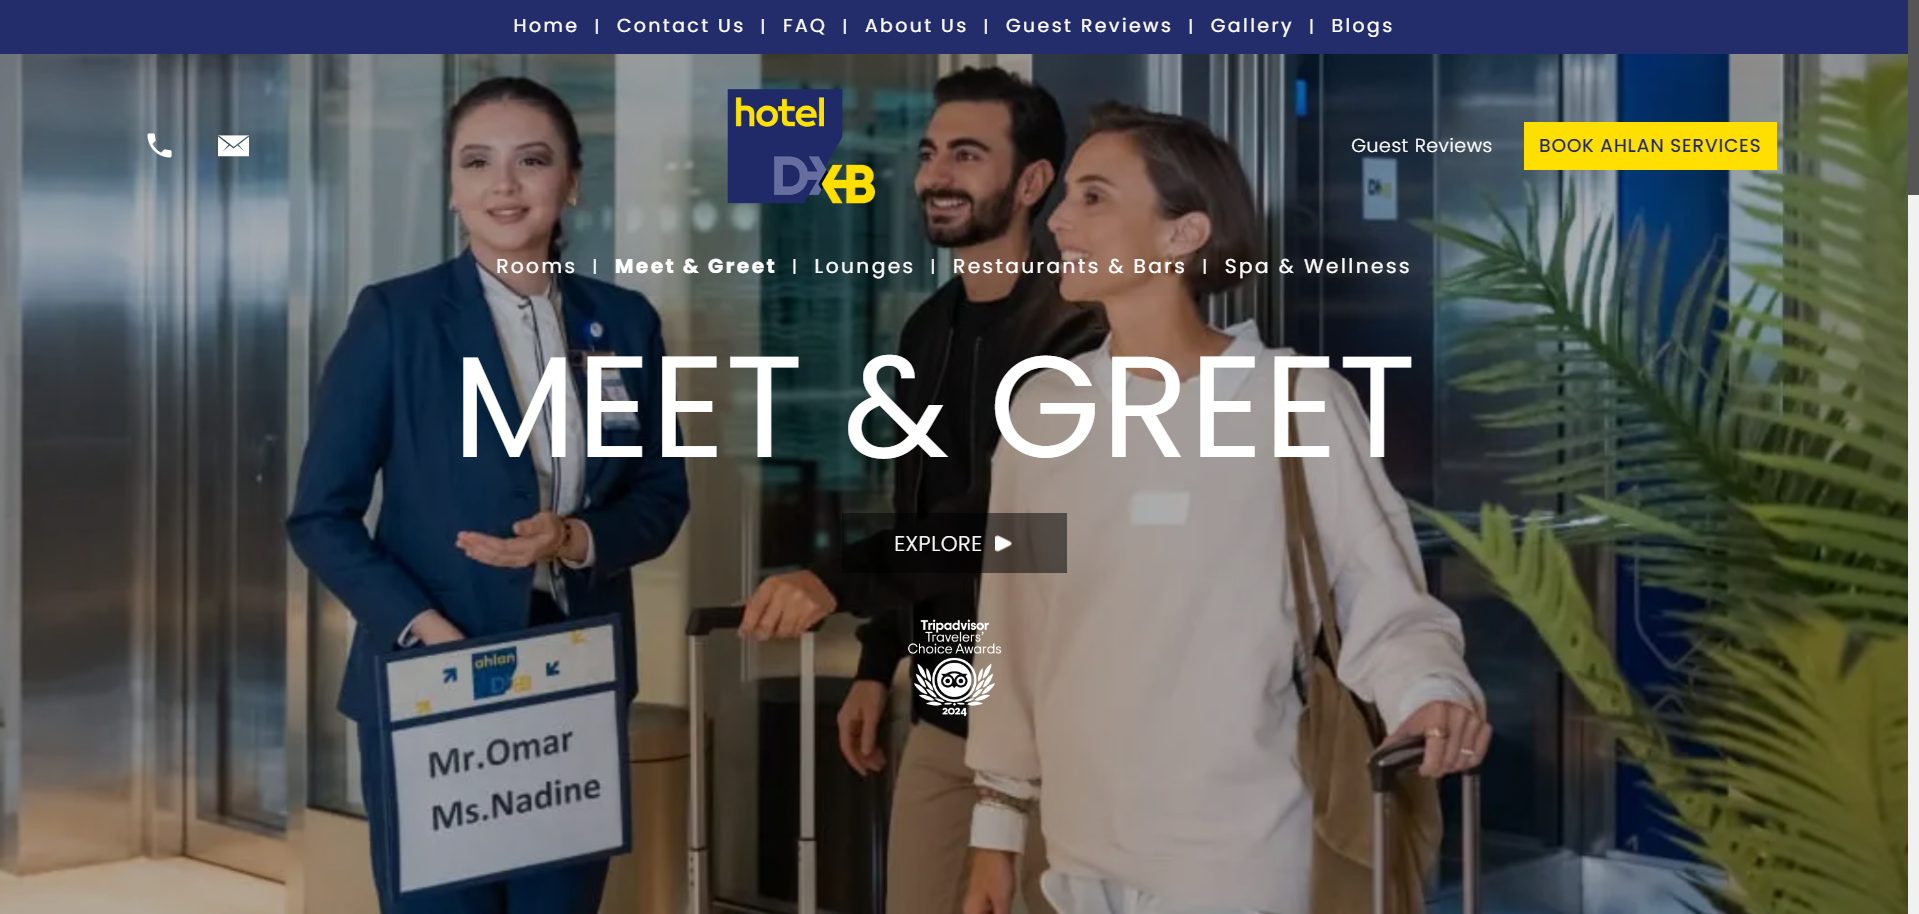 Home | Contact Us | FAQ | About Us | Guest Reviews | Gallery | Blogs
hotel
DXB
Guest Reviews
BOOK AHLAN SERVICES
DXB
Rooms | Meet & Greet | Lounges | Restaurants & Bars | Spa & Wellness
MEET & GREET
EXPLORE
Tripadvisor
Travelers'
Choice Awards
2024
ahlan
DXB
Mr.Omar
Ms.Nadine